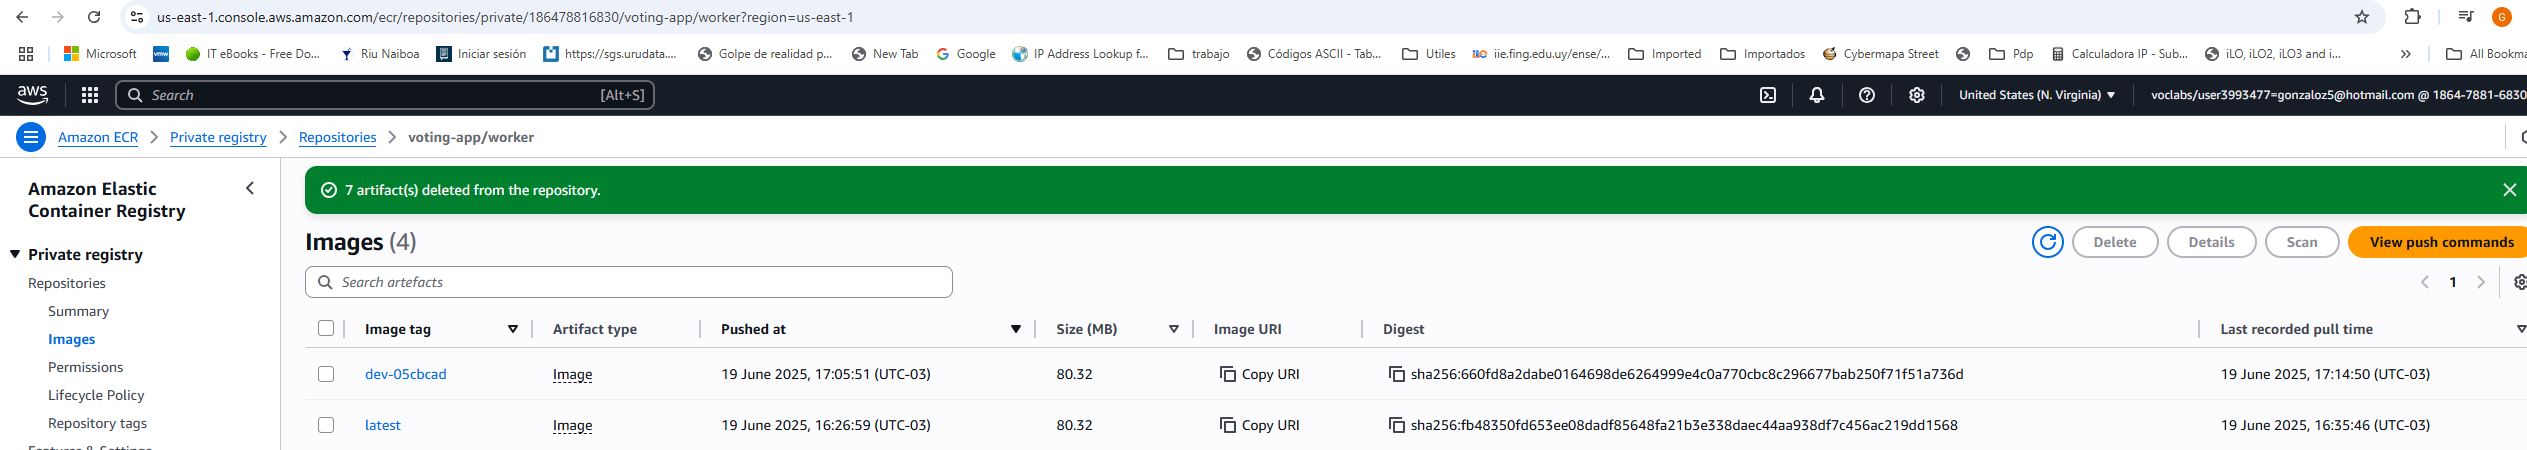 us-east-1.console.aws.amazon.com/ecr/repositories/private/186478816830/voting-app/worker?region=us-east-1
G
Microsoft vmw IT eBooks - Free Do... Riu Naiboa Iniciar sesión https://sgs.urudata.... Golpe de realidad p... New Tab Google IP Address Lookup f... trabajo Códigos ASCII - Tab... Utiles iie.fing.edu.uy/ense/... Imported Importados Cybermapa Street Pdp Calculadora IP - Sub... iLO, iLO2, iLO3 and i... » All Bookma
aws Search [Alt+S] United States (N. Virginia) voclabs/user3993477=gonzaloz5@hotmail.com @ 1864-7881-6830
Amazon ECR Private registry Repositories voting-app/worker
Amazon Elastic
Container Registry
Private registry
Repositories
Summary
Images
Permissions
Lifecycle Policy
Repository tags
Features & Settings
7 artifact(s) deleted from the repository.
Images (4)
Delete Details Scan View push commands
Search artefacts
1
Image tag Artifact type Pushed at Size (MB) Image URI Digest Last recorded pull time
dev-05cbcad Image 19 June 2025, 17:05:51 (UTC-03) 80.32 Copy URI sha256:660fd8a2dabe0164698de6264999e4c0a770cbc8c296677bab250f71f51a736d 19 June 2025, 17:14:50 (UTC-03)
latest Image 19 June 2025, 16:26:59 (UTC-03) 80.32 Copy URI sha256:fb48350fd653ee08dadf85648fa21b3e338daec44aa938df7c456ac219dd1568 19 June 2025, 16:35:46 (UTC-03)